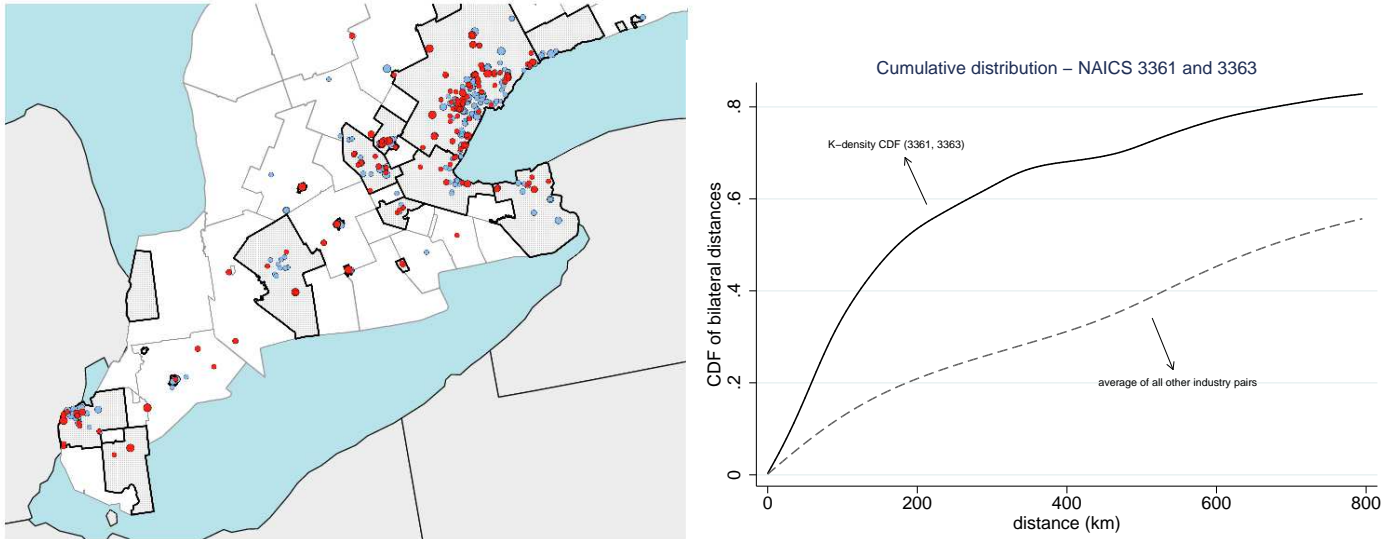 Cumulative distribution − NAICS 3361 and 3363
CDF of bilateral distances
.8
.6
.4
.2
0
K−density CDF (3361, 3363)
average of all other industry pairs
0 200 400 600 800
distance (km)